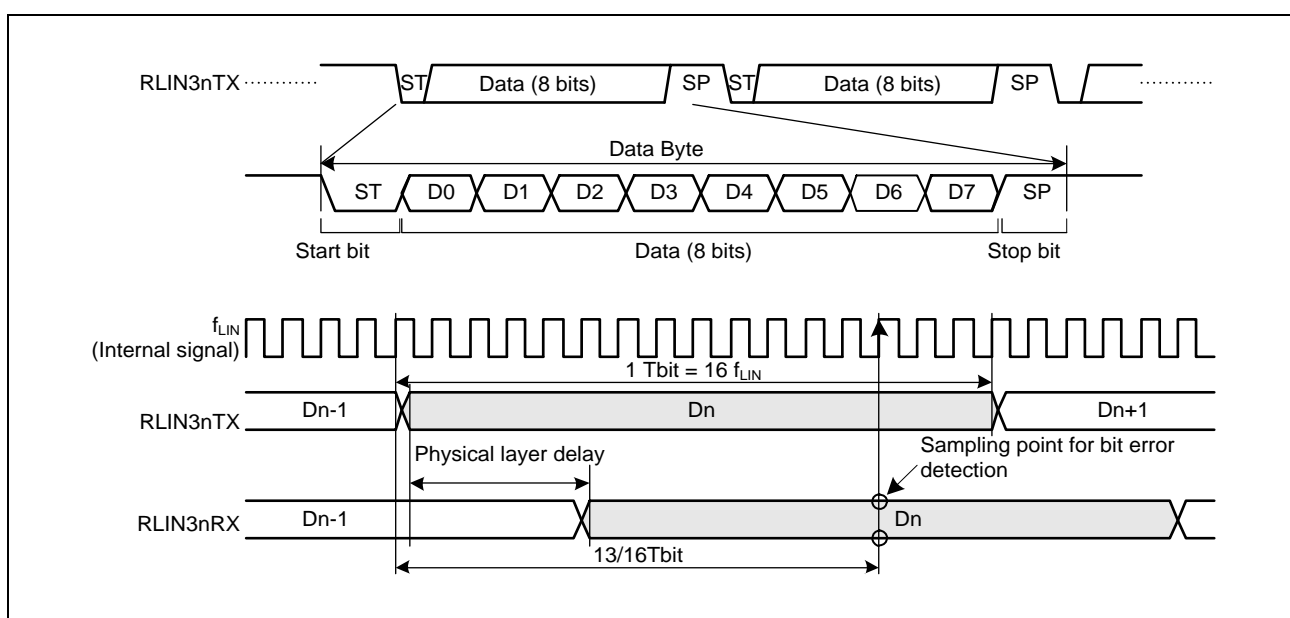 RLIN3nTX ST Data (8 bits) SP ST Data (8 bits) SP
Data Byte
ST D0 D1 D2 D3 D4 D5 D6 D7 SP
Start bit Data (8 bits) Stop bit
fLIN
(Internal signal)
1 Tbit = 16 fLIN
RLIN3nTX Dn-1 Dn Dn+1
Physical layer delay
Sampling point for bit error
detection
RLIN3nRX Dn-1 Dn
13/16Tbit